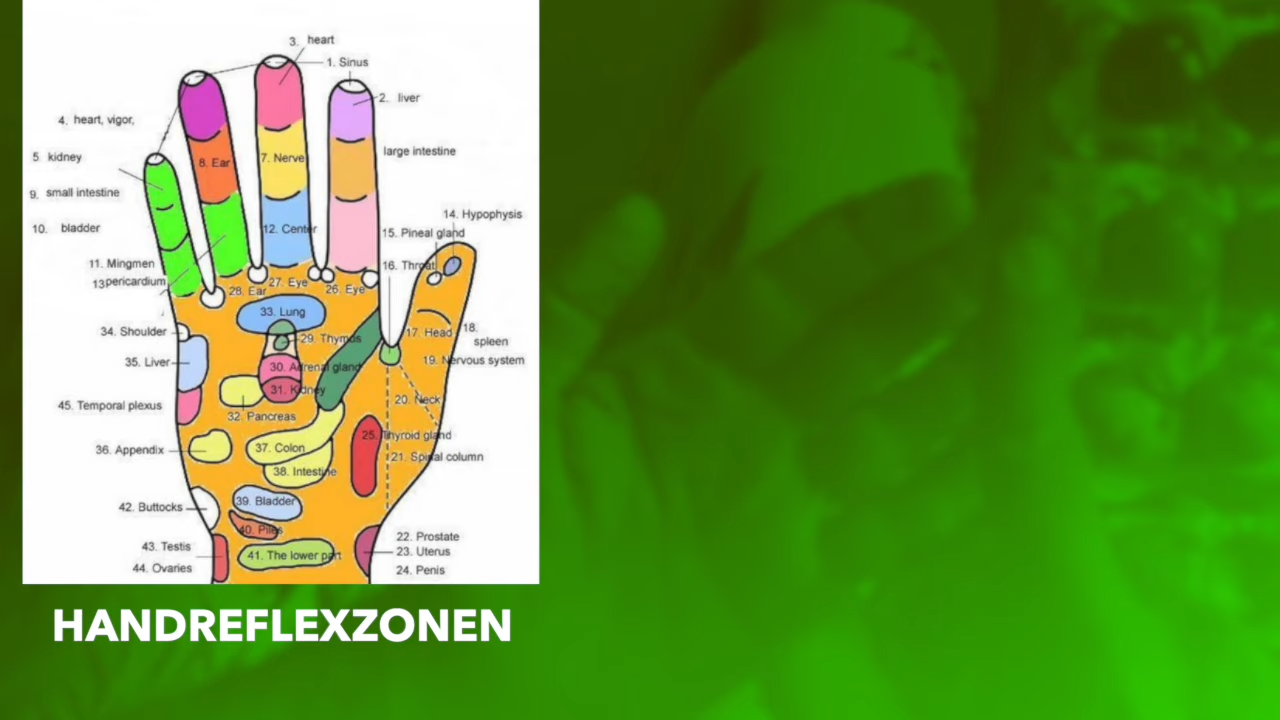 3. heart
1. Sinus
2. liver
4. heart, vigor,
8. Ear
7. Nerve
large intestine
5. kidney
9. small intestine
10. bladder
12. Center
14. Hypophysis
15. Pineal gland
16. Throat
11. Mingmen
13 pericardium
28. Ear
27. Eye
26. Eye
33. Lung
34. Shoulder
29. Thymus
17. Head
18. spleen
35. Liver
30. Adrenal gland
19. Nervous system
31. Kidney
45. Temporal plexus
32. Pancreas
20. Neck
36. Appendix
37. Colon
25. Thyroid gland
38. Intestine
21. Spinal column
42. Buttocks
39. Bladder
40. Piles
22. Prostate
43. Testis
41. The lower part
23. Uterus
44. Ovaries
24. Penis
HANDREFLEXZONEN